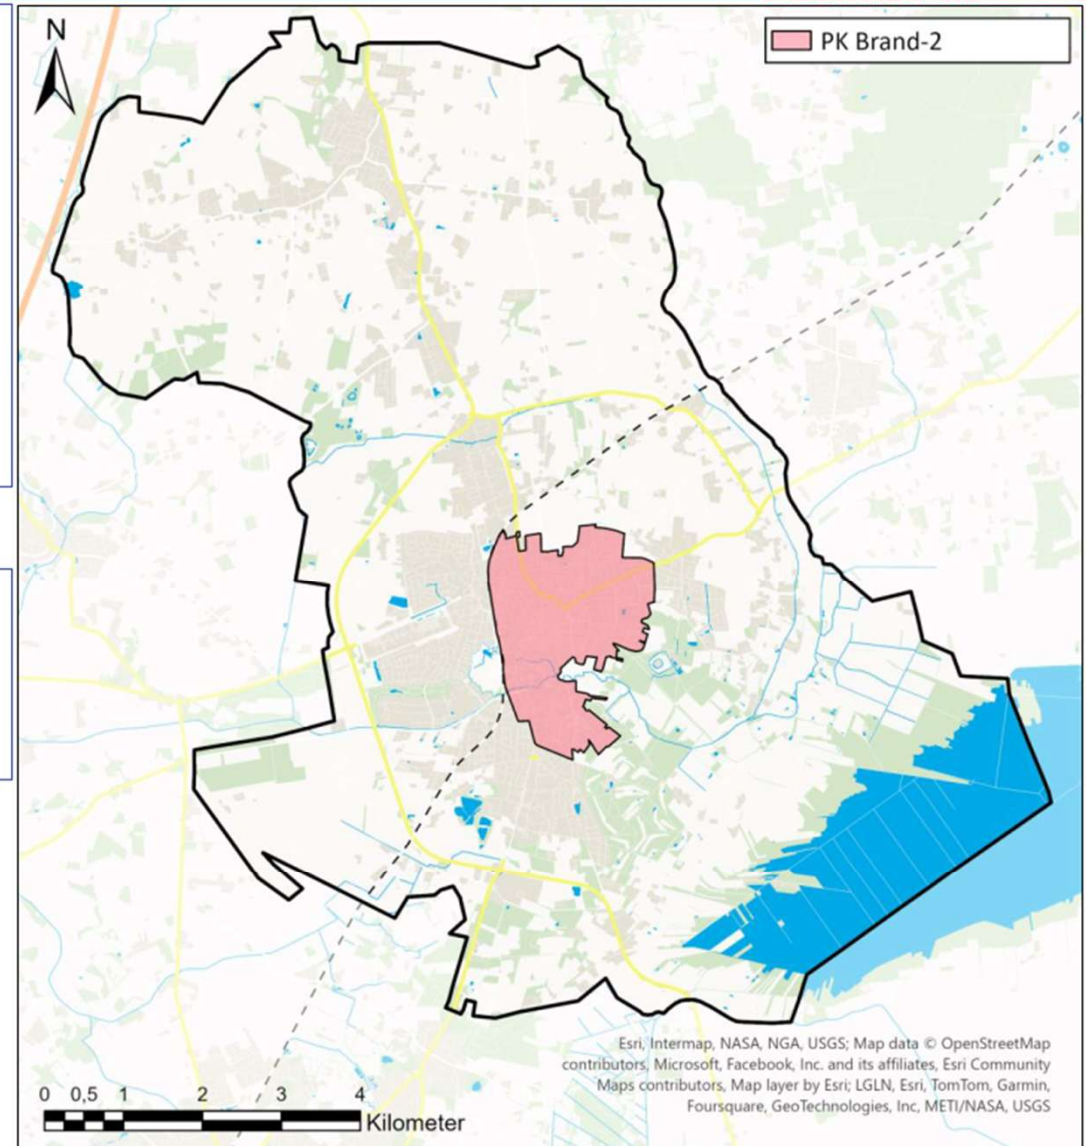 N
PK Brand-2
Esri, Intermap, NASA, NGA, USGS; Map data © OpenStreetMap
contributors, Microsoft, Facebook, Inc. and its affiliates, Esri Community
Maps contributors, Map layer by Esri; LGLN, Esri, TomTom, Garmin,
Foursquare, GeoTechnologies, Inc, METI/NASA, USGS
0 0,5 1 2 3 4
Kilometer